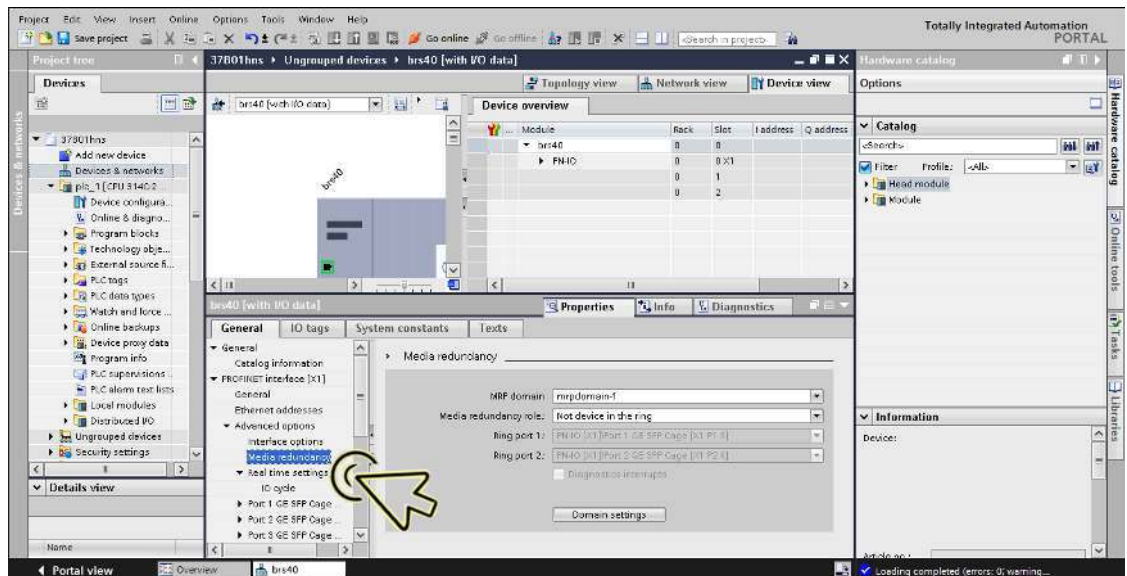 Project Edit View Insert Online Options Tools Window Help
Totally Integrated Automation
PORTAL
Save project Go online Go offline <Search in project>
Project tree
37B01hns Ungrouped devices brs40 [with I/O data]
Hardware catalog
Devices
Topology view Network view Device view
Options
brs40 [with I/O data]
Device overview
Module Rack Slot I address Q address
brs40 0 0
PN-IO 0 0 X1
0 1
0 2
brs40
Devices & networks
37B01hns
Add new device
Devices & networks
Device configura...
Online & diagno...
Program blocks
Technology obje...
External source fi...
PLC tags
PLC data types
Watch and force ...
Online backups
Device proxy data
Program info
PLC supervisions ..
PLC alarm text lists
Local modules
Distributed I/O
Ungrouped devices
Security settings
Details view
Name
Catalog
<Search>
Filter Profile: <All>
Head module
Module
Hardware catalog
Online tools
Tasks
Libraries
brs40 [with I/O data]
Properties Info Diagnostics
General IO tags System constants Texts
General
Catalog information
PROFINET interface [X1]
General
Ethernet addresses
Advanced options
Interface options
Media redundancy
Real time settings
IO cycle
Port 1 GE SFP Cage ...
Port 2 GE SFP Cage ...
Port 3 GE SFP Cage ...
Media redundancy
MRP domain mrpdomain-1
Media redundancy role: Not device in the ring
Ring port 1:
Ring port 2:
Diagnostics interrupts
Domain settings
Information
Device:
Article no.:
Portal view Overview brs40
Loading completed (errors: 0; warning...